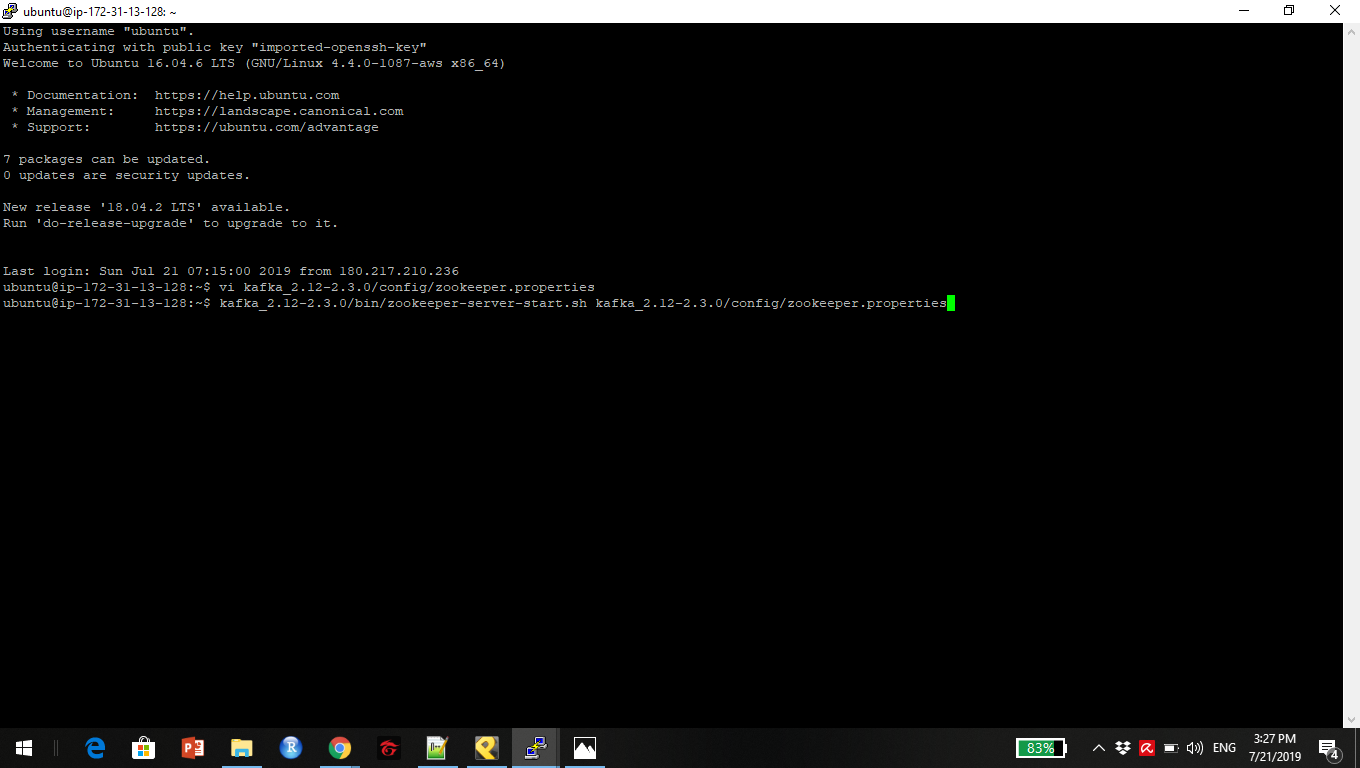 ubuntu@ip-172-31-13-128: ~
Using username "ubuntu".
Authenticating with public key "imported-openssh-key"
Welcome to Ubuntu 16.04.6 LTS (GNU/Linux 4.4.0-1087-aws x86_64)
* Documentation:  https://help.ubuntu.com
* Management:     https://landscape.canonical.com
* Support:        https://ubuntu.com/advantage
7 packages can be updated.
0 updates are security updates.
New release '18.04.2 LTS' available.
Run 'do-release-upgrade' to upgrade to it.
Last login: Sun Jul 21 07:15:00 2019 from 180.217.210.236
ubuntu@ip-172-31-13-128:~$ vi kafka_2.12-2.3.0/config/zookeeper.properties
ubuntu@ip-172-31-13-128:~$ kafka_2.12-2.3.0/bin/zookeeper-server-start.sh kafka_2.12-2.3.0/config/zookeeper.properties
83%
ENG
3:27 PM
7/21/2019
4